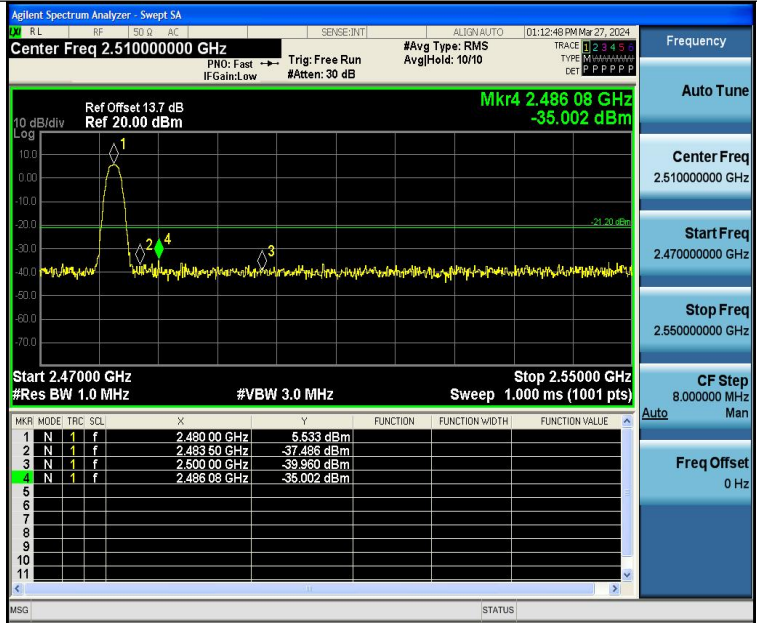 Agilent Spectrum Analyzer - Swept SA
LXI RL RF 50 Ω AC SENSE:INT ALIGNAUTO 01:12:48 PM Mar 27, 2024
Center Freq 2.510000000 GHz #Avg Type: RMS TRACE 1 2 3 4 5 6
PNO: Fast Trig: Free Run Avg|Hold: 10/10 TYPE M
IFGain:Low #Atten: 30 dB DET P P P P P P
Mkr4 2.486 08 GHz
-35.002 dBm
Ref Offset 13.7 dB
10 dB/div Ref 20.00 dBm
Log
10.0
0.00
-10.0
-20.0
-30.0
-40.0
-50.0
-60.0
-70.0
1
2
4
3
-21.20 dBm
Start 2.47000 GHz Stop 2.55000 GHz
#Res BW 1.0 MHz #VBW 3.0 MHz Sweep 1.000 ms (1001 pts)
MKR MODE TRC SCL X Y FUNCTION FUNCTION WIDTH FUNCTION VALUE
1 N 1 f 2.480 00 GHz 5.533 dBm
2 N 1 f 2.483 50 GHz -37.486 dBm
3 N 1 f 2.500 00 GHz -39.960 dBm
4 N 1 f 2.486 08 GHz -35.002 dBm
5
6
7
8
9
10
11
MSG STATUS
Frequency
Auto Tune
Center Freq
2.510000000 GHz
Start Freq
2.470000000 GHz
Stop Freq
2.550000000 GHz
CF Step
8.000000 MHz
Auto Man
Freq Offset
0 Hz